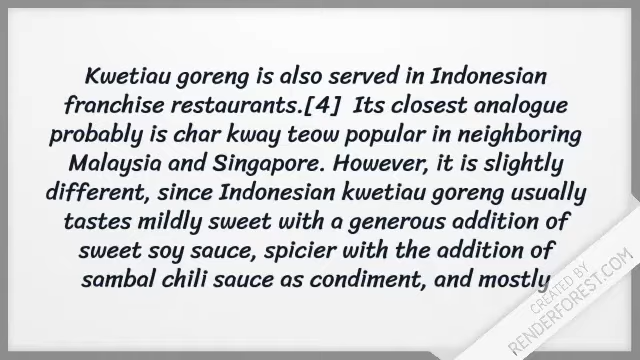 Kwetiau goreng is also served in Indonesian
franchise restaurants.[4] Its closest analogue
probably is char kway teow popular in neighboring
Malaysia and Singapore. However, it is slightly
different, since Indonesian kwetiau goreng usually
tastes mildly sweet with a generous addition of
sweet soy sauce, spicier with the addition of
sambal chili sauce as condiment, and mostly
CREATED BY
RENDERFOREST.COM